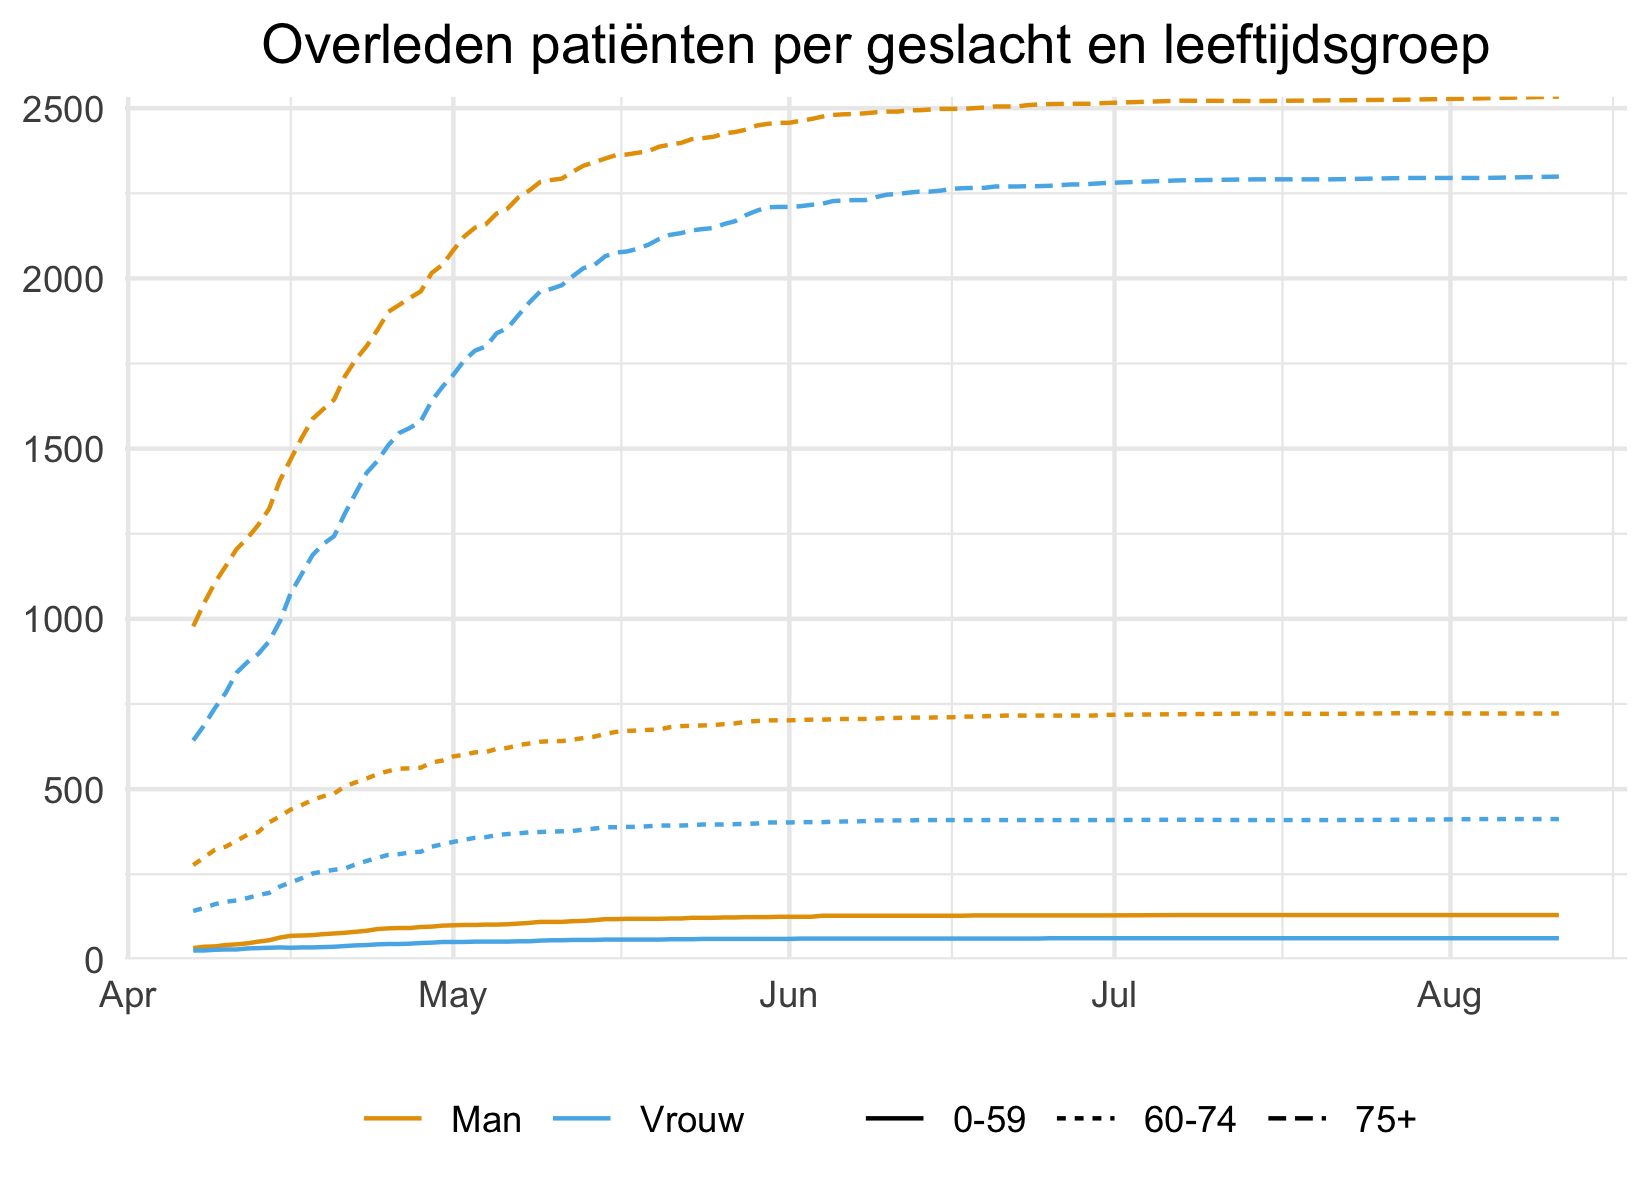 Overleden patiënten per geslacht en leeftijdsgroep
2500
2000
1500
1000
500
0
Apr May Jun Jul Aug
Man Vrouw 0-59 60-74 75+